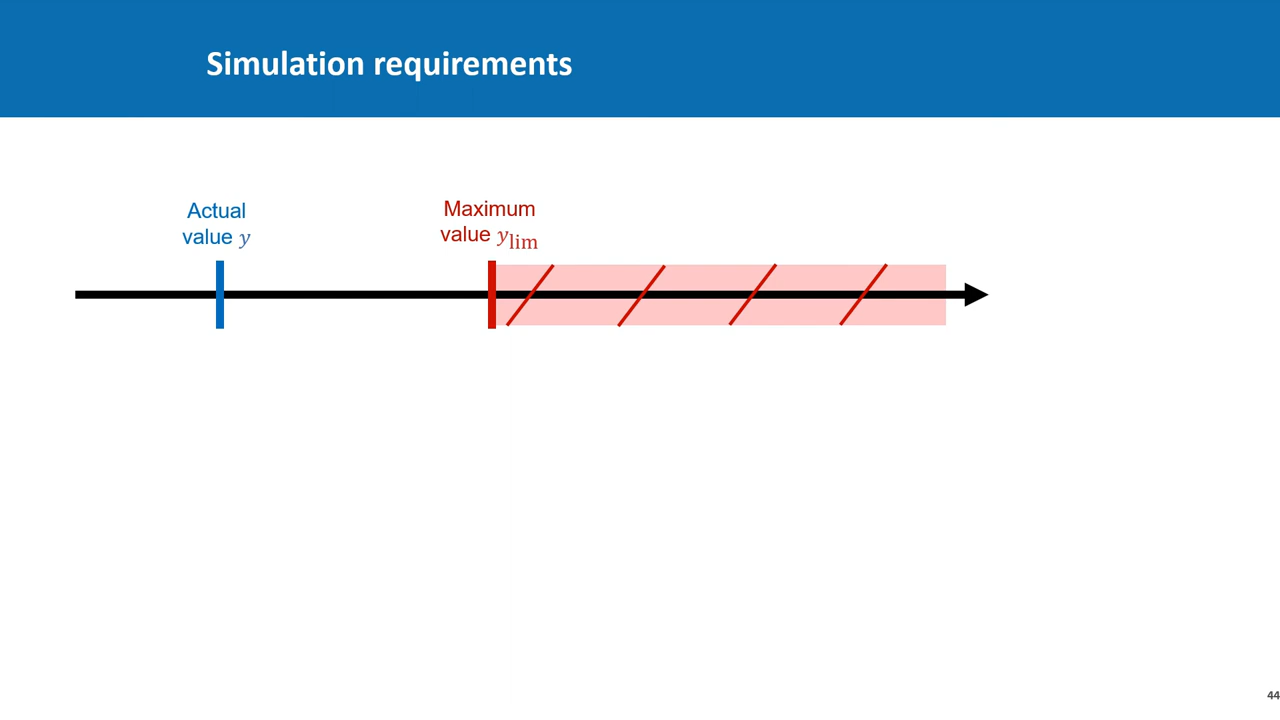 Simulation requirements
Actual
value y
Maximum
value y_lim
44